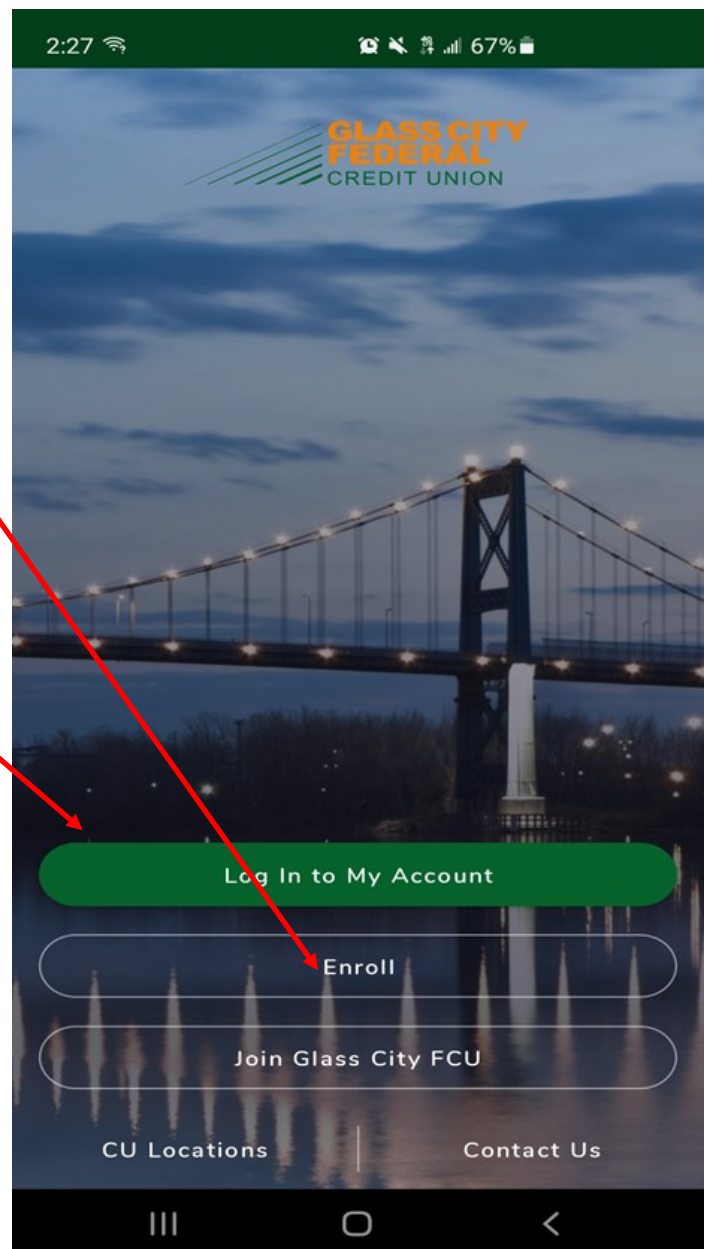 2:27
67%
GLASS CITY
FEDERAL
CREDIT UNION
Log In to My Account
Enroll
Join Glass City FCU
CU Locations
Contact Us